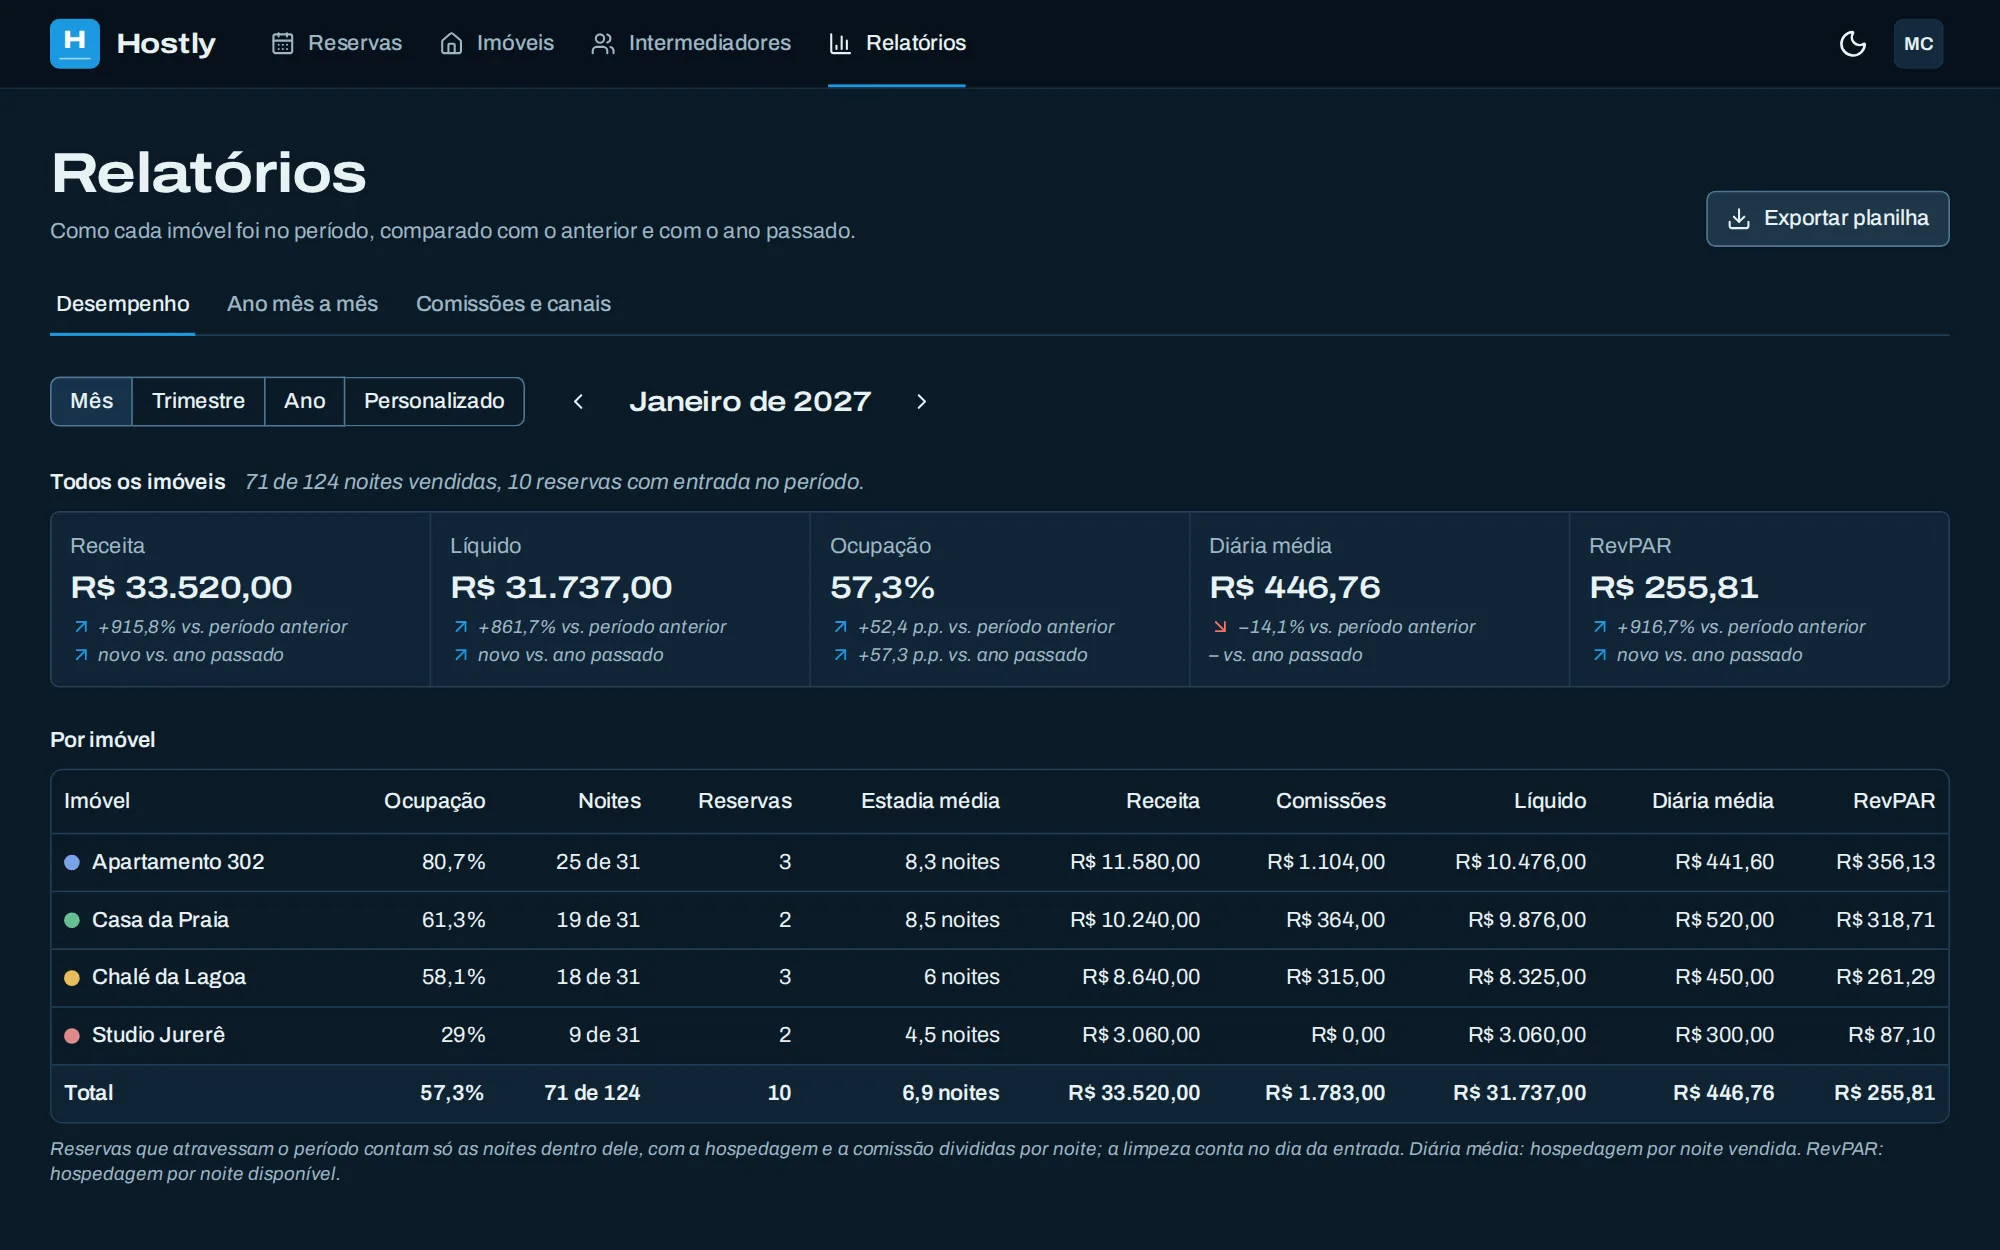 H Hostly Reservas Imóveis Intermediadores Relatórios MC
Relatórios
Como cada imóvel foi no período, comparado com o anterior e com o ano passado.
Exportar planilha
Desempenho Ano mês a mês Comissões e canais
Mês Trimestre Ano Personalizado Janeiro de 2027
Todos os imóveis 71 de 124 noites vendidas, 10 reservas com entrada no período.
Receita Líquido Ocupação Diária média RevPAR
R$ 33.520,00 R$ 31.737,00 57,3% R$ 446,76 R$ 255,81
+915,8% vs. período anterior +861,7% vs. período anterior +52,4 p.p. vs. período anterior −14,1% vs. período anterior +916,7% vs. período anterior
novo vs. ano passado novo vs. ano passado +57,3 p.p. vs. ano passado – vs. ano passado novo vs. ano passado
Por imóvel
Imóvel Ocupação Noites Reservas Estadia média Receita Comissões Líquido Diária média RevPAR
Apartamento 302 80,7% 25 de 31 3 8,3 noites R$ 11.580,00 R$ 1.104,00 R$ 10.476,00 R$ 441,60 R$ 356,13
Casa da Praia 61,3% 19 de 31 2 8,5 noites R$ 10.240,00 R$ 364,00 R$ 9.876,00 R$ 520,00 R$ 318,71
Chalé da Lagoa 58,1% 18 de 31 3 6 noites R$ 8.640,00 R$ 315,00 R$ 8.325,00 R$ 450,00 R$ 261,29
Studio Jurerê 29% 9 de 31 2 4,5 noites R$ 3.060,00 R$ 0,00 R$ 3.060,00 R$ 300,00 R$ 87,10
Total 57,3% 71 de 124 10 6,9 noites R$ 33.520,00 R$ 1.783,00 R$ 31.737,00 R$ 446,76 R$ 255,81
Reservas que atravessam o período contam só as noites dentro dele, com a hospedagem e a comissão divididas por noite; a limpeza conta no dia da entrada. Diária média: hospedagem por noite vendida. RevPAR:
hospedagem por noite disponível.